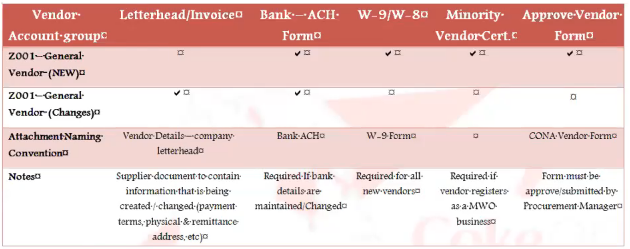 Vendor Account·group¤
Letterhead/Invoice¤
Bank·–·ACH· Form¤
W-9/W-8¤
Minority· Vendor·Cert.¤
Approve·Vendor· Form¤
Z001·–·General· Vendor·(NEW)¤
¤
✓¤
✓¤
✓¤
✓¤
Z001·–·General· Vendor·(Changes)¤
✓¤
✓¤
¤
¤
¤
Attachment·Naming· Convention¤
Vendor·Details·–·company· letterhead¤
Bank·ACH¤
W-9·Form¤
¤
CONA·Vendor·Form¤
Notes¤
Supplier·document·to·contain·
information·that·is·being·
created·/·changed·(payment·
terms,·physical·&·remittance·
address,·etc)¤
Required·If·bank·
details·are·
maintained/Changed¤
Required·for·all·
new·vendors¤
Required·if·
vendor·registers·
as·a·MWO·
business¤
Form·must·be·
approve/submitted·by·
Procurement·Manager¤
Coke